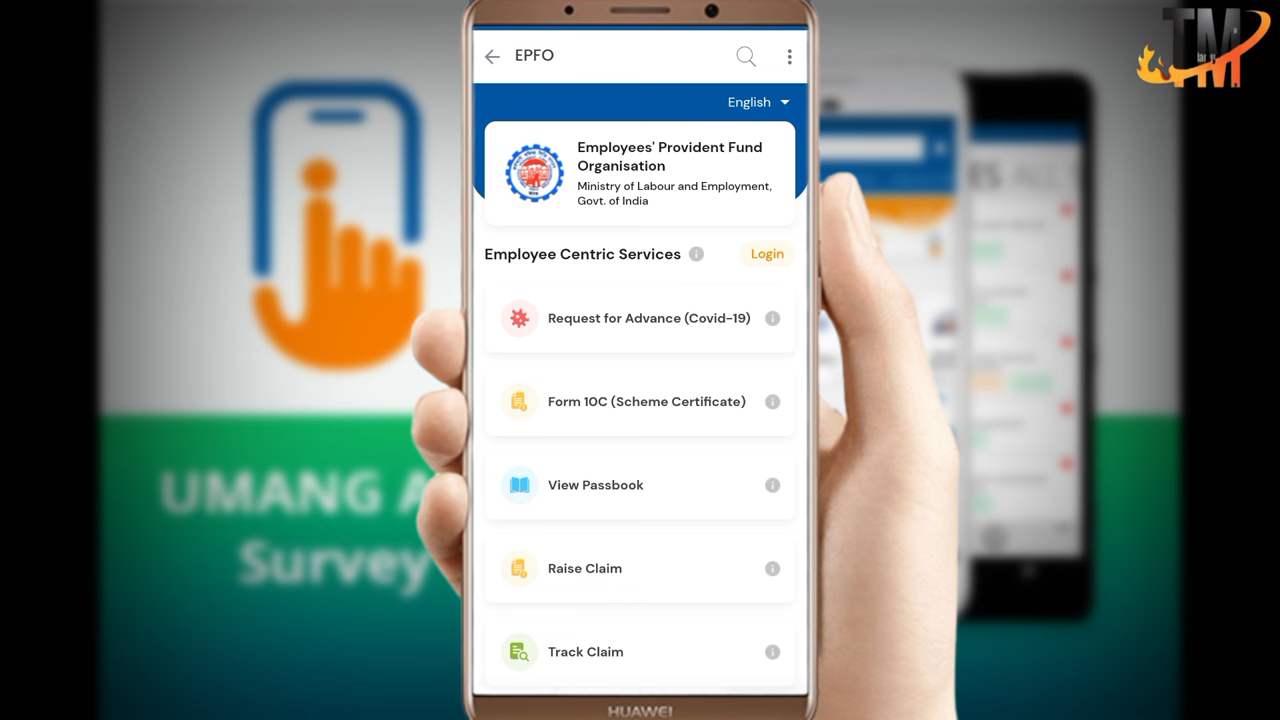 EPFO
English
Employees' Provident Fund
Organisation
Ministry of Labour and Employment,
Govt. of India
Employee Centric Services
Login
Request for Advance (Covid-19)
Form 10C (Scheme Certificate)
View Passbook
Raise Claim
Track Claim
HUAWEI
UMANG A
Survey
TM